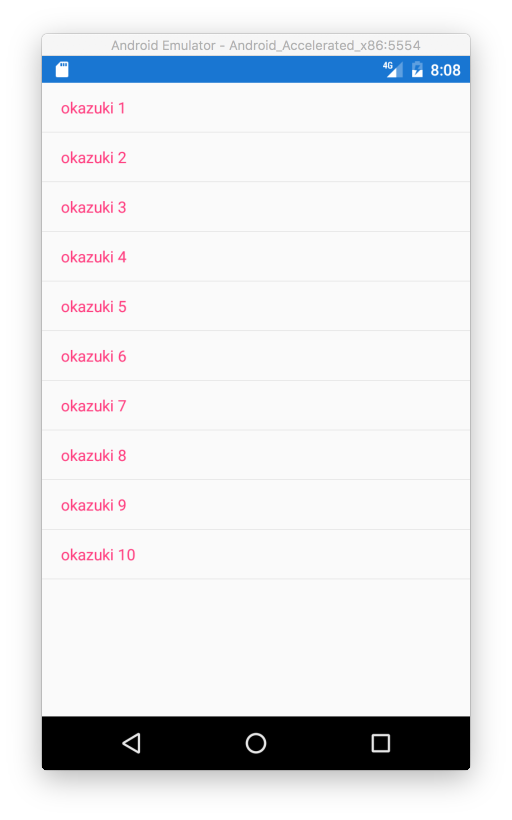 Android Emulator - Android_Accelerated_x86:5554
4G 8:08
okazuki 1
okazuki 2
okazuki 3
okazuki 4
okazuki 5
okazuki 6
okazuki 7
okazuki 8
okazuki 9
okazuki 10